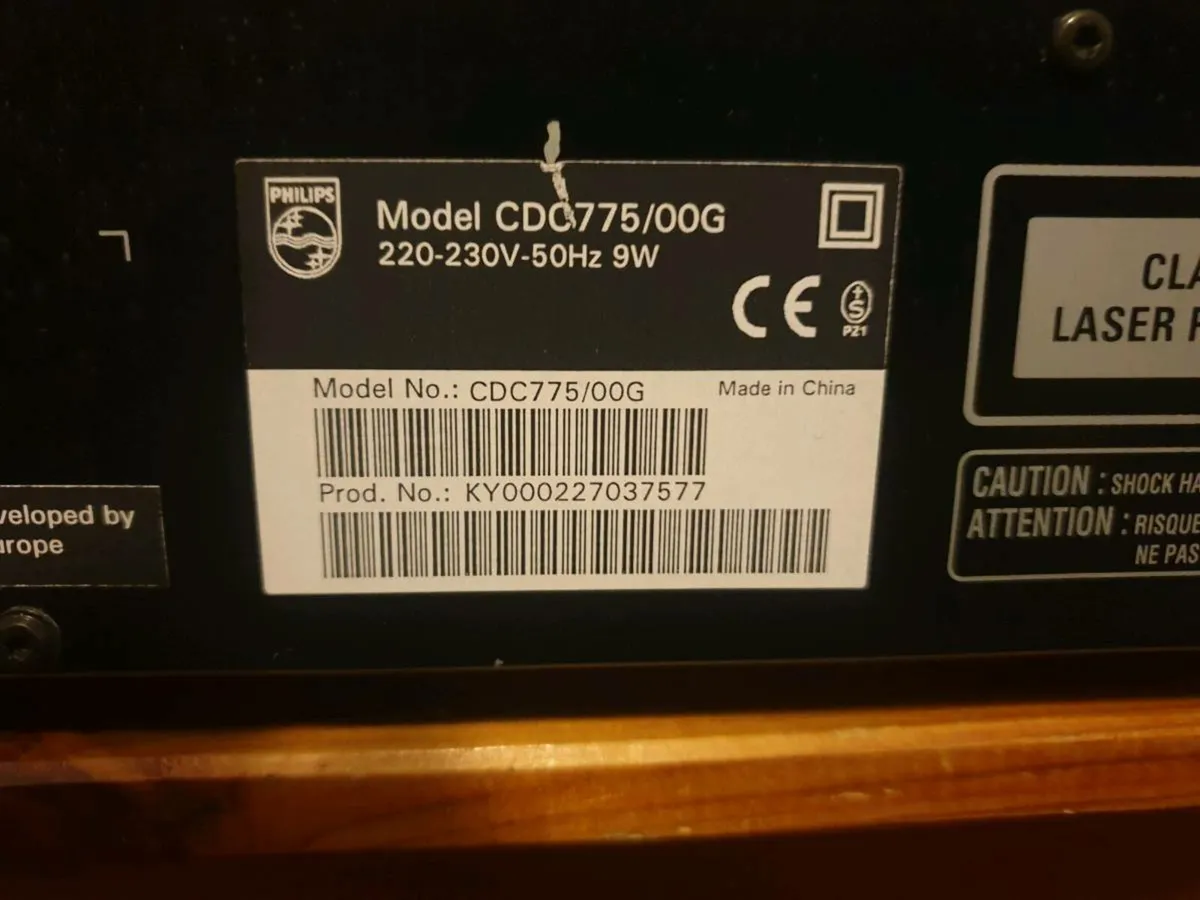 PHILIPS
Model CDC775/00G
220-230V-50Hz 9W
CE
S
PZ1
Model No.: CDC775/00G
Made in China
Prod. No.: KY000227037577
veloped by
urope
CLA
LASER P
CAUTION : SHOCK HA
ATTENTION : RISQUE
NE PAS